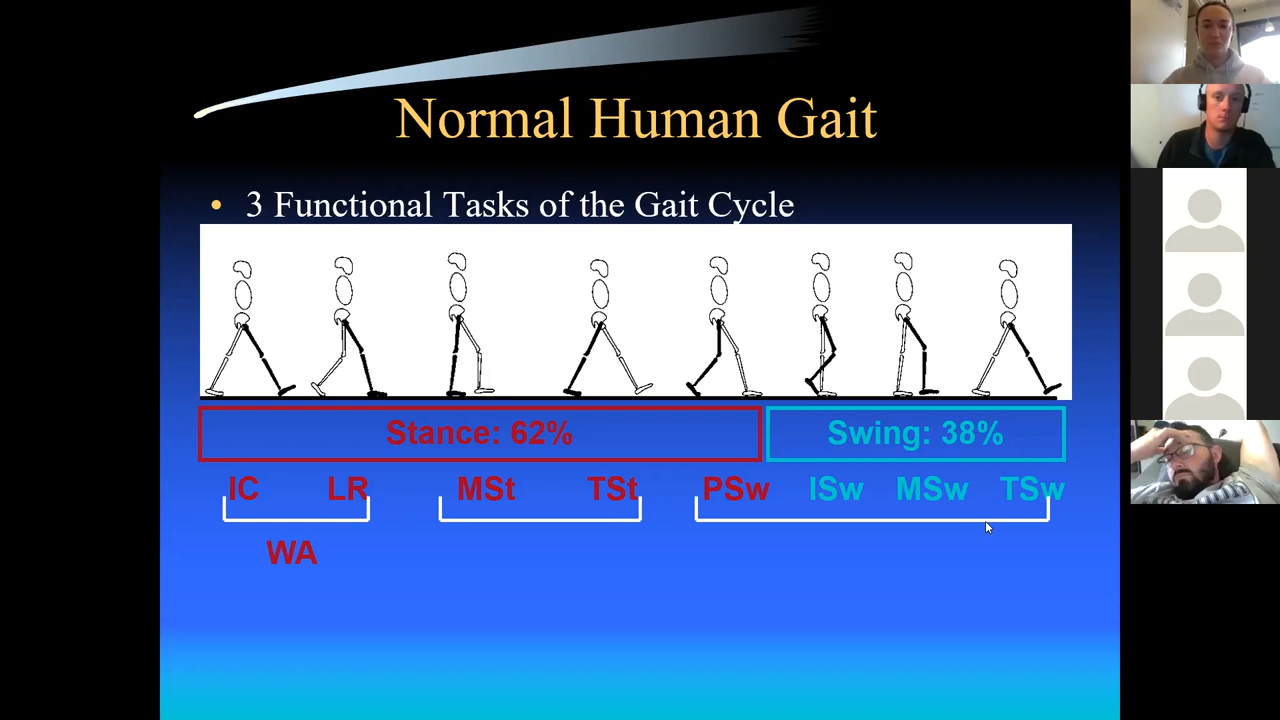 Normal Human Gait
• 3 Functional Tasks of the Gait Cycle
Stance: 62% Swing: 38%
IC LR MSt TSt PSw ISw MSw TSw
WA